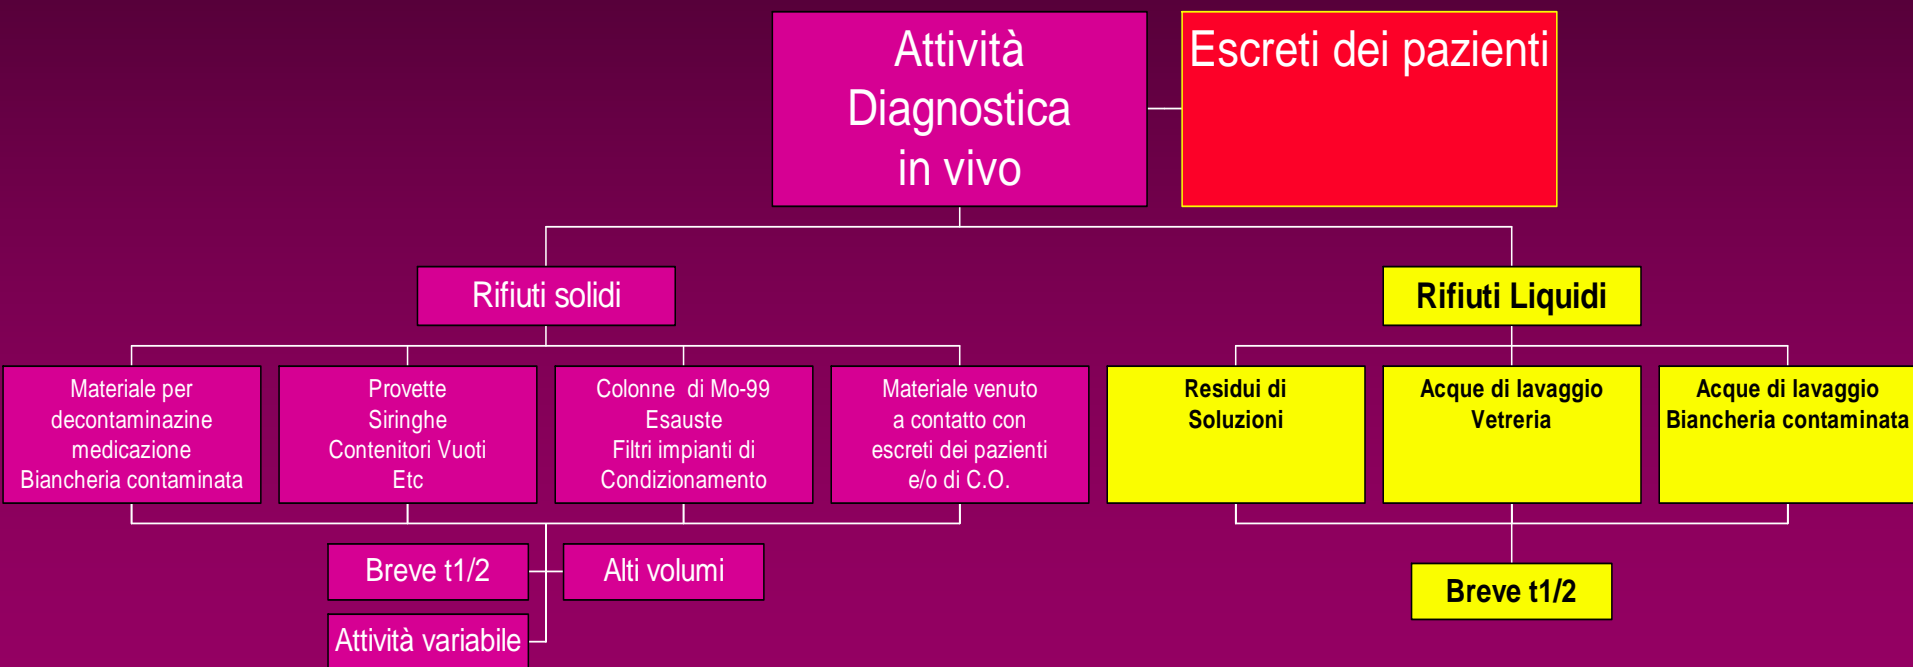 Attività
Diagnostica
in vivo
Escreti dei pazienti
Rifiuti solidi
Rifiuti Liquidi
Materiale per
decontaminazine
medicazione
Biancheria contaminata
Provette
Siringhe
Contenitori Vuoti
Etc
Colonne di Mo-99
Esauste
Filtri impianti di
Condizionamento
Materiale venuto
a contatto con
escreti dei pazienti
e/o di C.O.
Residui di
Soluzioni
Acque di lavaggio
Vetreria
Acque di lavaggio
Biancheria contaminata
Breve t1/2
Alti volumi
Attività variabile
Breve t1/2